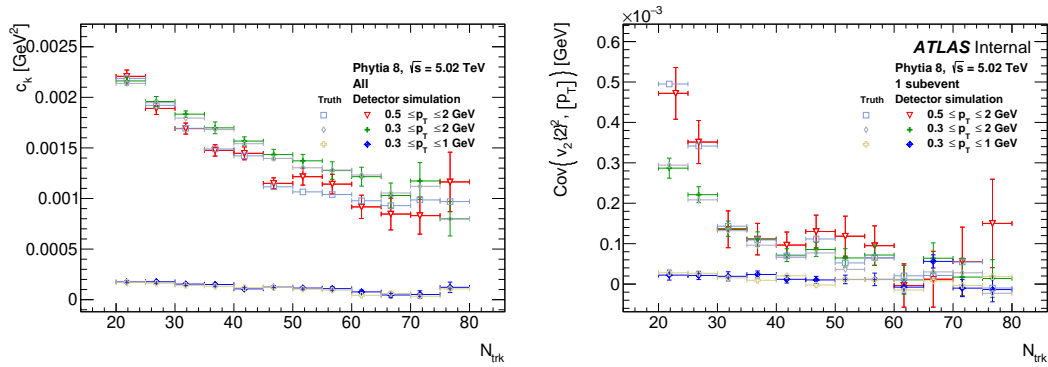 c_k [GeV²]
0.0025
0.002
0.0015
0.001
0.0005
0
Phytia 8, √s = 5.02 TeV
All
Truth Detector simulation
0.5 ≤p_T ≤ 2 GeV
0.3 ≤p_T ≤ 2 GeV
0.3 ≤p_T ≤ 1 GeV
20 30 40 50 60 70 80
N_trk
×10⁻³
Cov{v₂{2}², [p_T]} [GeV]
0.6
0.5
0.4
0.3
0.2
0.1
0
ATLAS Internal
Phytia 8, √s = 5.02 TeV
1 subevent
Truth Detector simulation
0.5 ≤p_T ≤ 2 GeV
0.3 ≤p_T ≤ 2 GeV
0.3 ≤p_T ≤ 1 GeV
20 30 40 50 60 70 80
N_trk